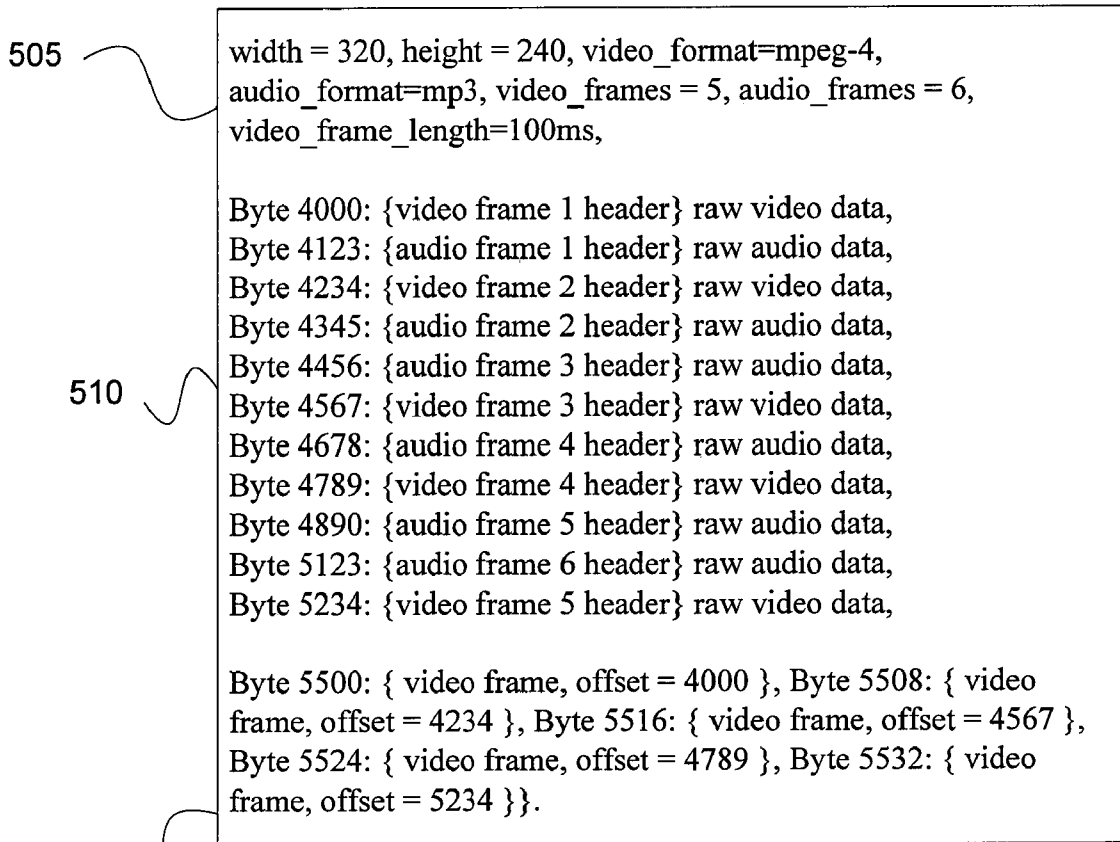 505
width = 320, height = 240, video_format=mpeg-4,
audio_format=mp3, video_frames = 5, audio_frames = 6,
video_frame_length=100ms,
Byte 4000: {video frame 1 header} raw video data,
Byte 4123: {audio frame 1 header} raw audio data,
Byte 4234: {video frame 2 header} raw video data,
Byte 4345: {audio frame 2 header} raw audio data,
Byte 4456: {audio frame 3 header} raw audio data,
510
Byte 4567: {video frame 3 header} raw video data,
Byte 4678: {audio frame 4 header} raw audio data,
Byte 4789: {video frame 4 header} raw video data,
Byte 4890: {audio frame 5 header} raw audio data,
Byte 5123: {audio frame 6 header} raw audio data,
Byte 5234: {video frame 5 header} raw video data,
Byte 5500: { video frame, offset = 4000 }, Byte 5508: { video
frame, offset = 4234 }, Byte 5516: { video frame, offset = 4567 },
Byte 5524: { video frame, offset = 4789 }, Byte 5532: { video
frame, offset = 5234 }}.